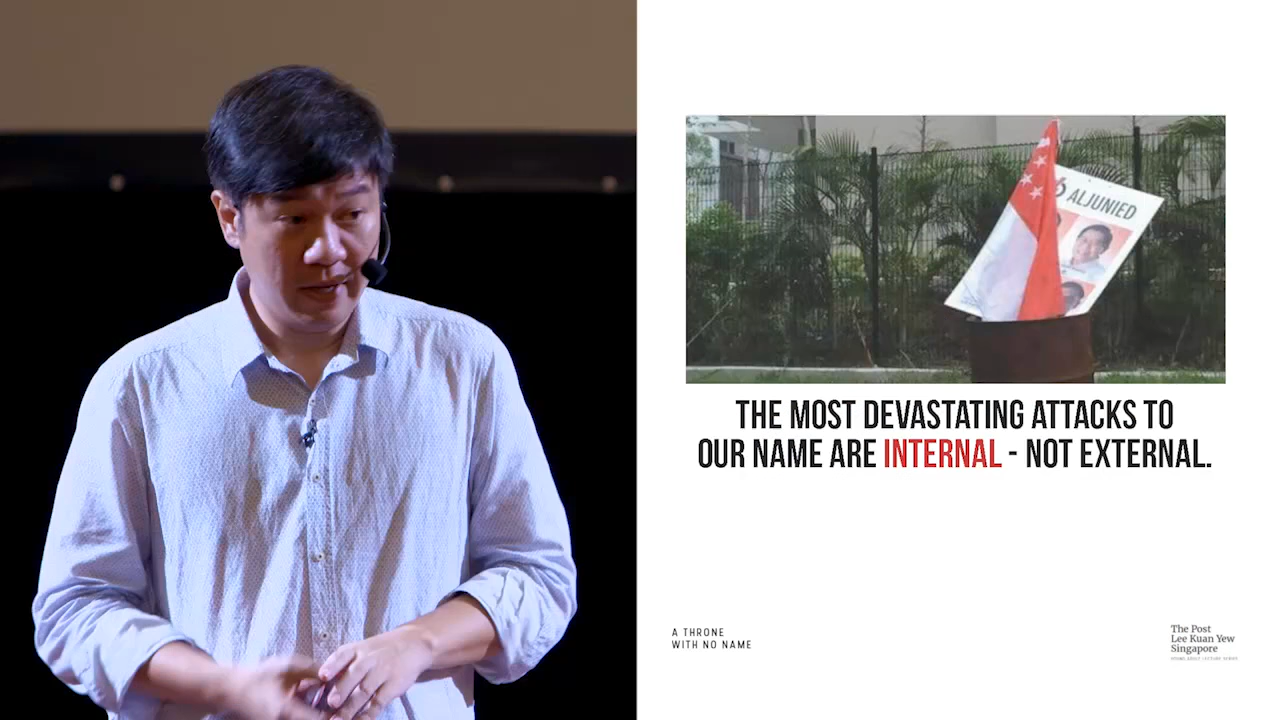 ALJUNIED
THE MOST DEVASTATING ATTACKS TO
OUR NAME ARE INTERNAL - NOT EXTERNAL.
A THRONE
WITH NO NAME
The Post
Lee Kuan Yew
Singapore